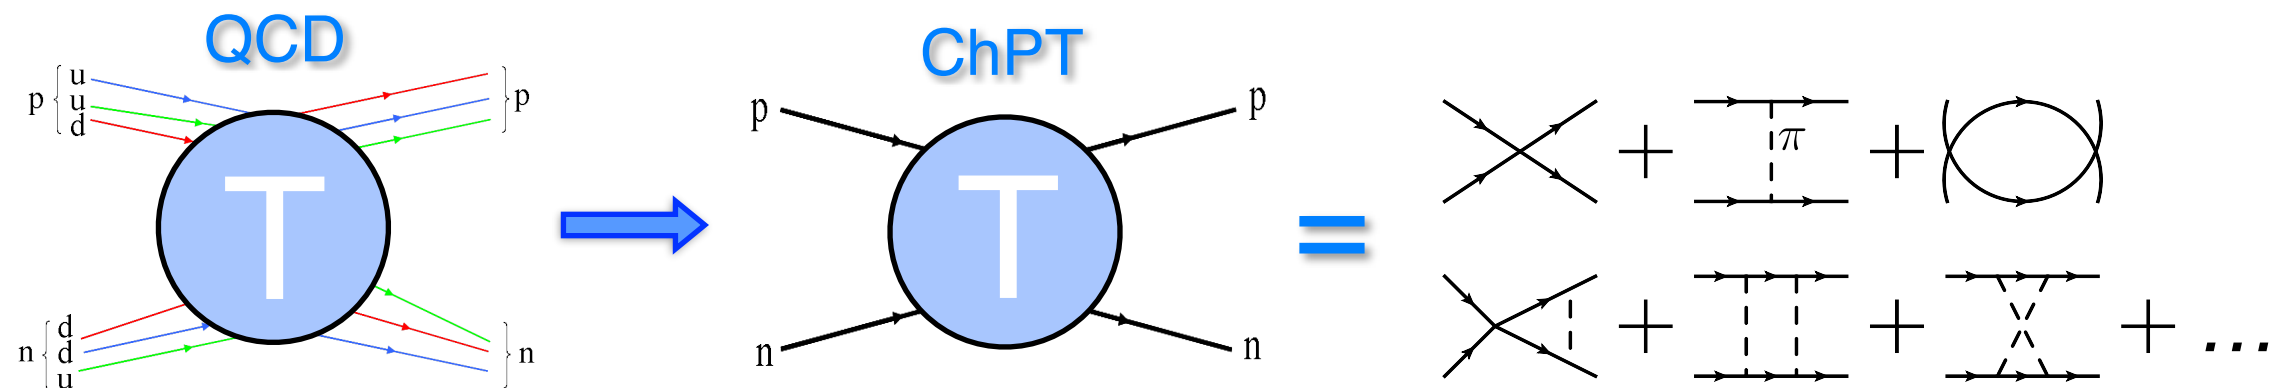 QCD
p { u
u
d
} p
T
n { d
d
u
} n
ChPT
p
p
T
n
n
=
+
π
+
+
+
+ ...